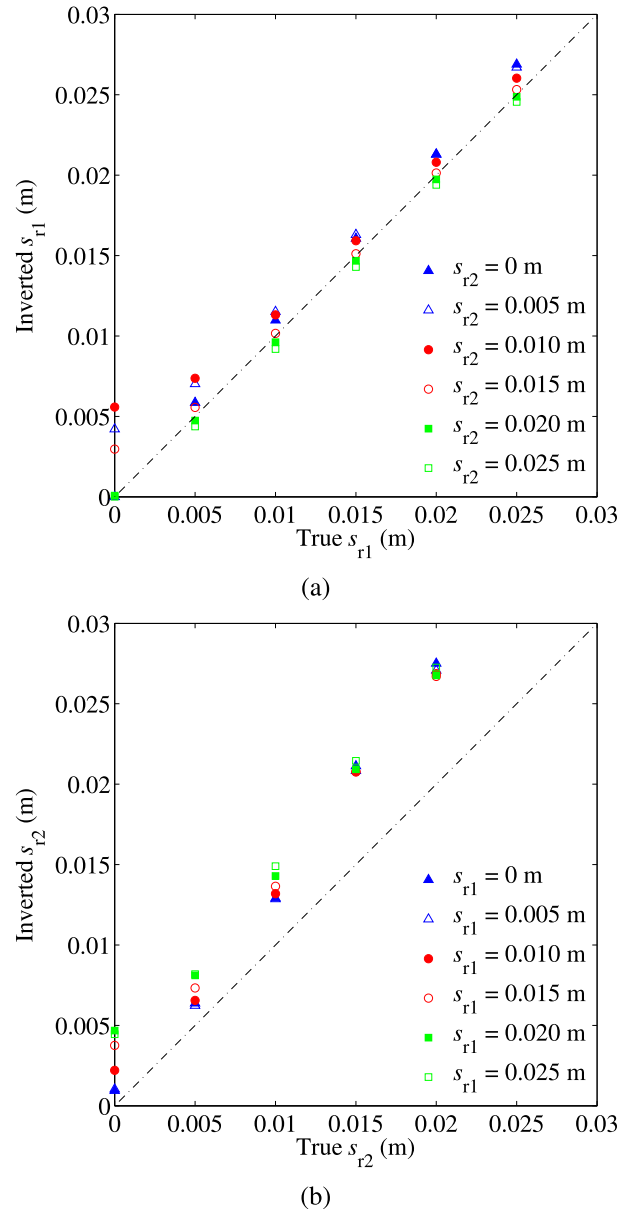 0.03
0.025
0.02
0.015
0.01
0.005
0
Inverted s_r1 (m)
s_r2 = 0 m
s_r2 = 0.005 m
s_r2 = 0.010 m
s_r2 = 0.015 m
s_r2 = 0.020 m
s_r2 = 0.025 m
0 0.005 0.01 0.015 0.02 0.025 0.03
True s_r1 (m)
(a)
0.03
0.025
0.02
0.015
0.01
0.005
0
Inverted s_r2 (m)
s_r1 = 0 m
s_r1 = 0.005 m
s_r1 = 0.010 m
s_r1 = 0.015 m
s_r1 = 0.020 m
s_r1 = 0.025 m
0 0.005 0.01 0.015 0.02 0.025 0.03
True s_r2 (m)
(b)